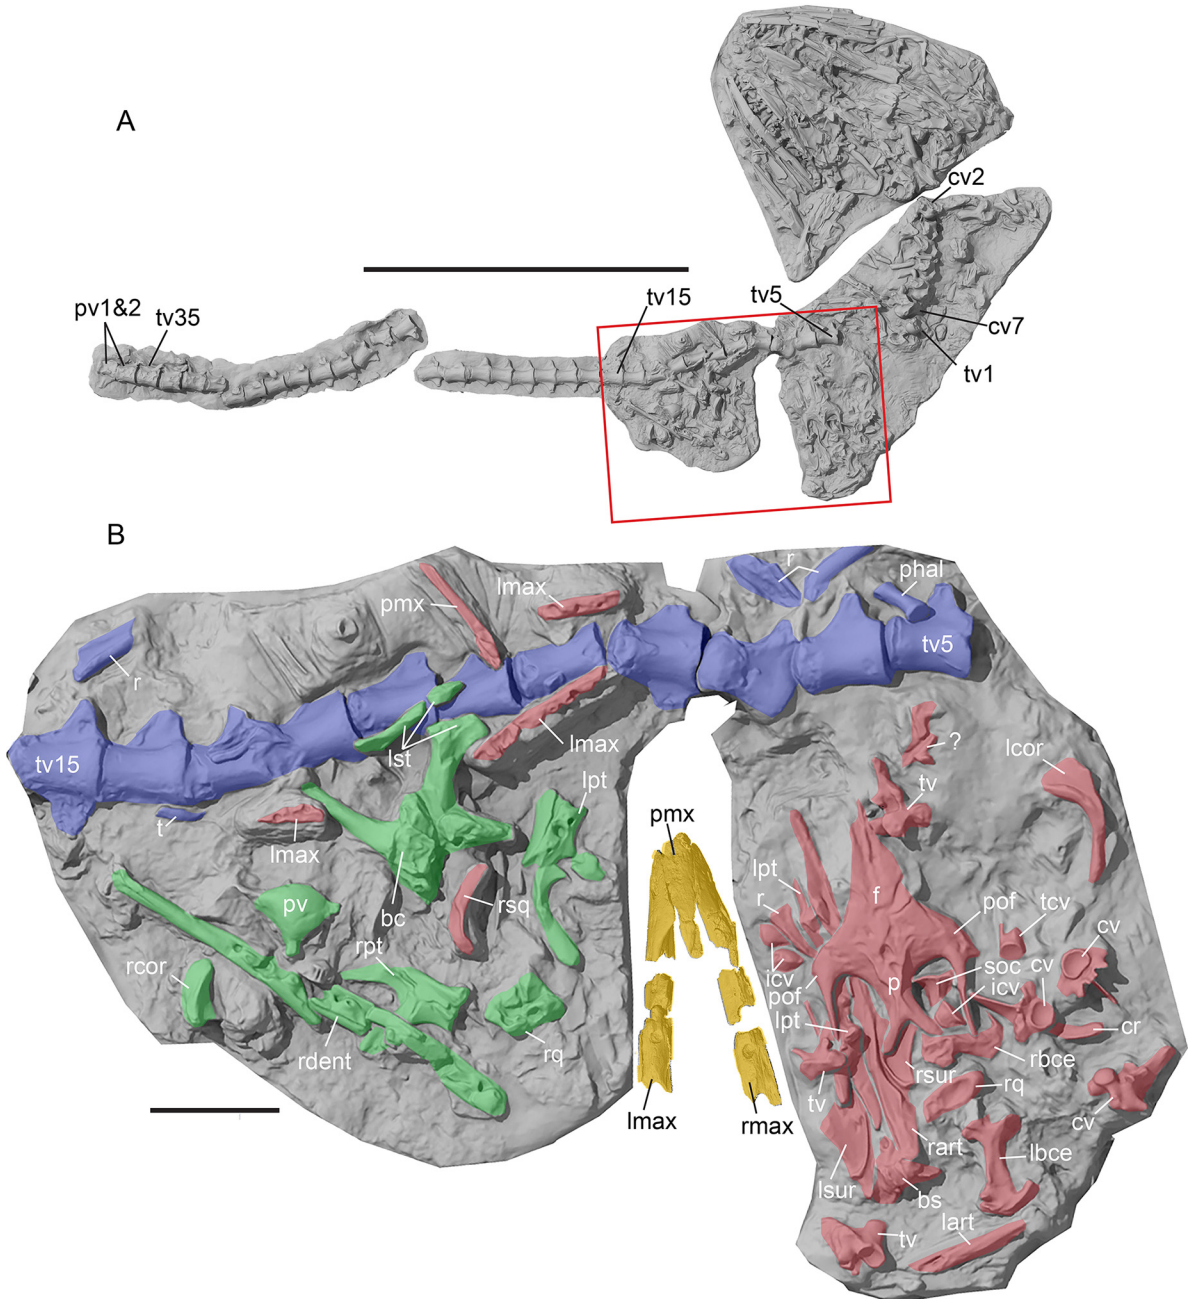 A
cv2
pv1&2
tv35
tv15
tv5
cv7
tv1
B
pmx
lmax
r
phal
r
tv5
lmax
?
lcor
tv15
lst
lpt
tv
t
lmax
pmx
lpt
f
pof
tcv
cv
bc
rsq
r
pv
rpt
icv
soc
cv
icv
rcor
pof
p
lpt
cr
rdent
rq
rsur
rbce
tv
rq
lmax
rmax
cv
rart
lbce
lsur
bs
lart
tv